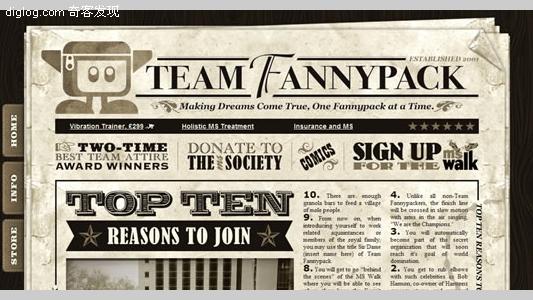 diglog.com 奇客发现
ESTABLISHED 2001
TEAM FANNYPACK
Making Dreams Come True, One Fannypack at a Time.
Vibration Trainer, £299
Holistic MS Treatment
Insurance and MS
HOME
INFO
STORE
TWO-TIME
BEST TEAM ATTIRE
AWARD WINNERS
DONATE TO
THE ms SOCIETY
COMICS
SIGN UP
FOR THE ms walk
TOP TEN
REASONS TO JOIN
10. There are enough
granola bars to feed a village
of male people.
9. From now on, when
introducing yourself to work
related aquaintances or
members of the royal family,
you may use the title Sir Dame
(insert name here) of Team
Fannypack.
8. You will get to go "behind
the scenes" of the MS Walk
where you will be able to see
4. Unlike all non-Team
Fannypackers, the finish line
will be crossed in slow motion
with arms in the air singing,
"We are the Champions."
3. You will automatically
become part of the secret
organization that will soon
reach it's goal of world
domination.
2. You get to rub elbows
with such celebrities as Bob
Hamson, co-owner of Hamsons
TOP TEN REASONS TO